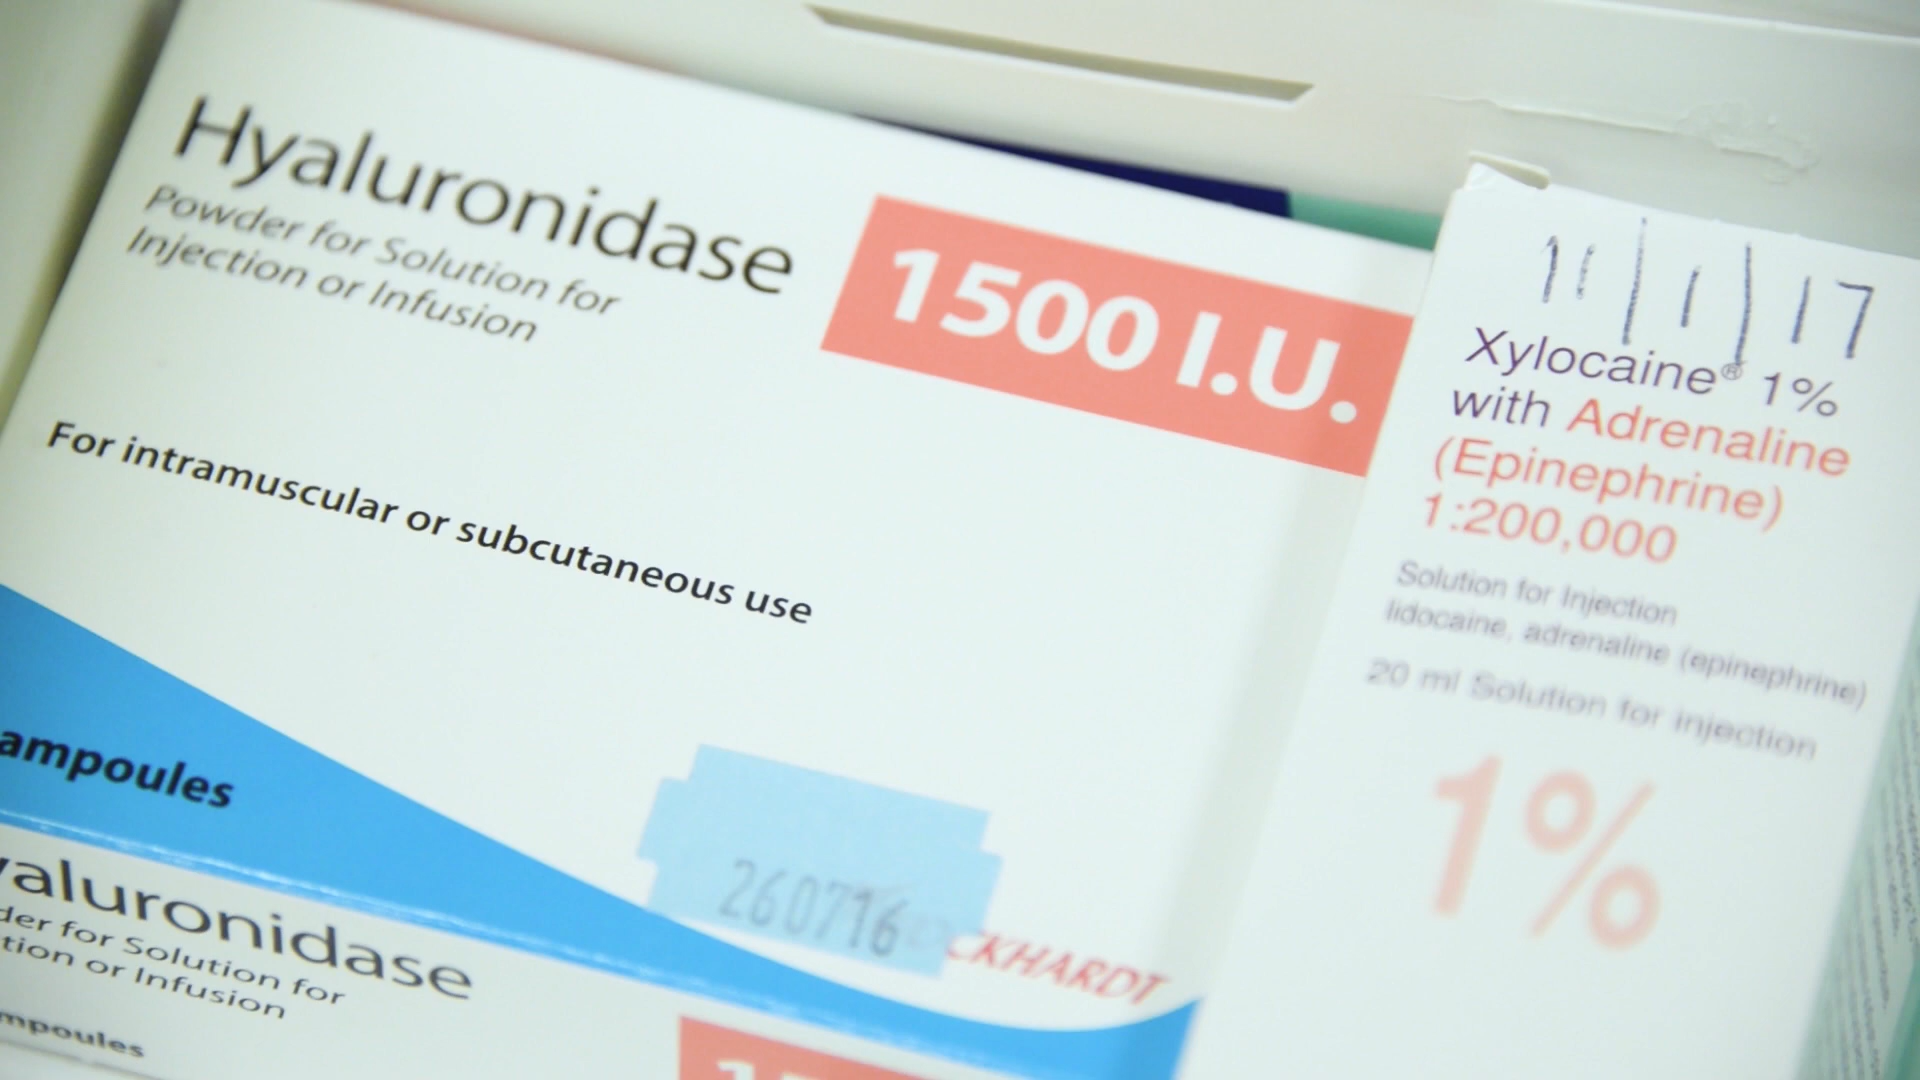 Hyaluronidase
Powder for Solution for
Injection or Infusion
1500 I.U.
For intramuscular or subcutaneous use
ampoules
260716
CKHARDT
yaluronidase
der for Solution for
tion or Infusion
mpoules
11/1/17
Xylocaine® 1%
with Adrenaline
(Epinephrine)
1:200,000
Solution for Injection
lidocaine, adrenaline (epinephrine)
20 ml Solution for injection
1%